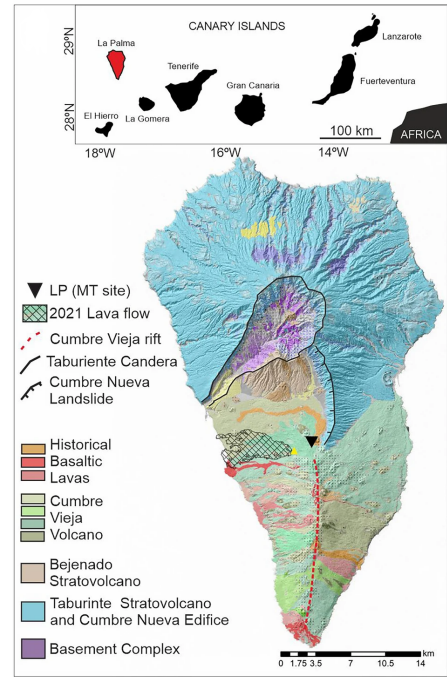 CANARY ISLANDS
29°N
28°N
La Palma
Lanzarote
Tenerife
Gran Canaria
Fuerteventura
El Hierro
La Gomera
100 km
AFRICA
18°W
16°W
14°W
LP (MT site)
2021 Lava flow
Cumbre Vieja rift
Taburiente Candera
Cumbre Nueva
Landslide
Historical
Basaltic
Lavas
Cumbre
Vieja
Volcano
Bejenado
Stratovolcano
Taburinte Stratovolcano
and Cumbre Nueva Edifice
Basement Complex
0 1.75 3.5 7 10.5 14
km